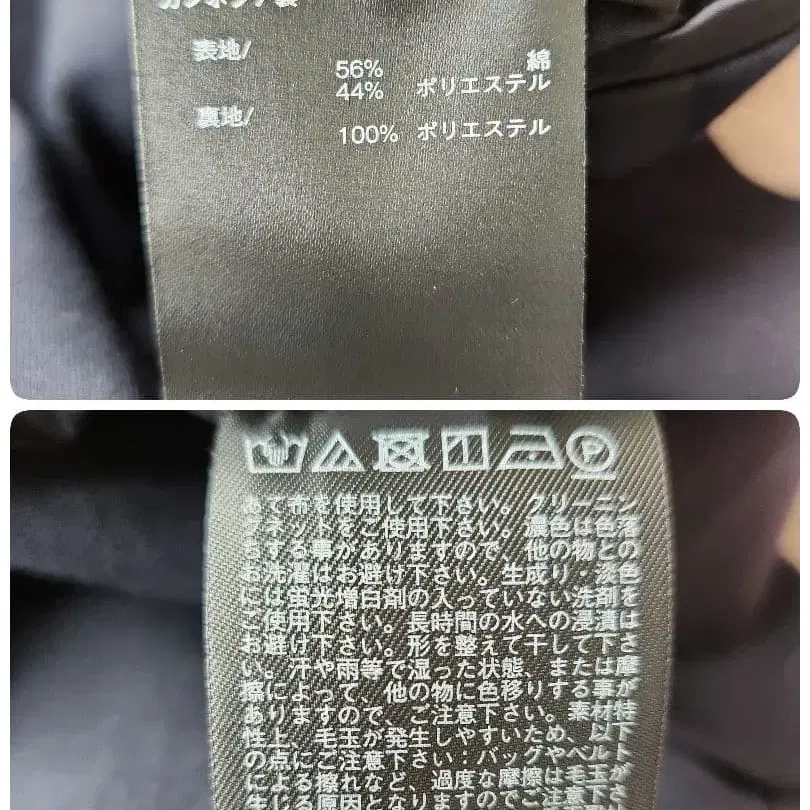 カンボジア製
表地/
56% 綿
44% ポリエステル
裏地/
100% ポリエステル
P
あて布を使用して下さい。クリーニン
グネットをご使用下さい。濃色は色落
ちする事がありますので、他の物との
お洗濯はお避け下さい。生成り・淡色
には蛍光増白剤の入っていない洗剤を
ご使用下さい。長時間の水への浸漬は
お避け下さい。形を整えて干して下さ
い。汗や雨等で湿った状態、または摩
擦によって、他の物に色移りする事が
ありますので、ご注意下さい。素材特
性上、毛玉が発生しやすいため、以下
の点にご注意下さい：バッグやベルト
による擦れなど、過度な摩擦は毛玉が
生じる原因となりますのでご注意下さ